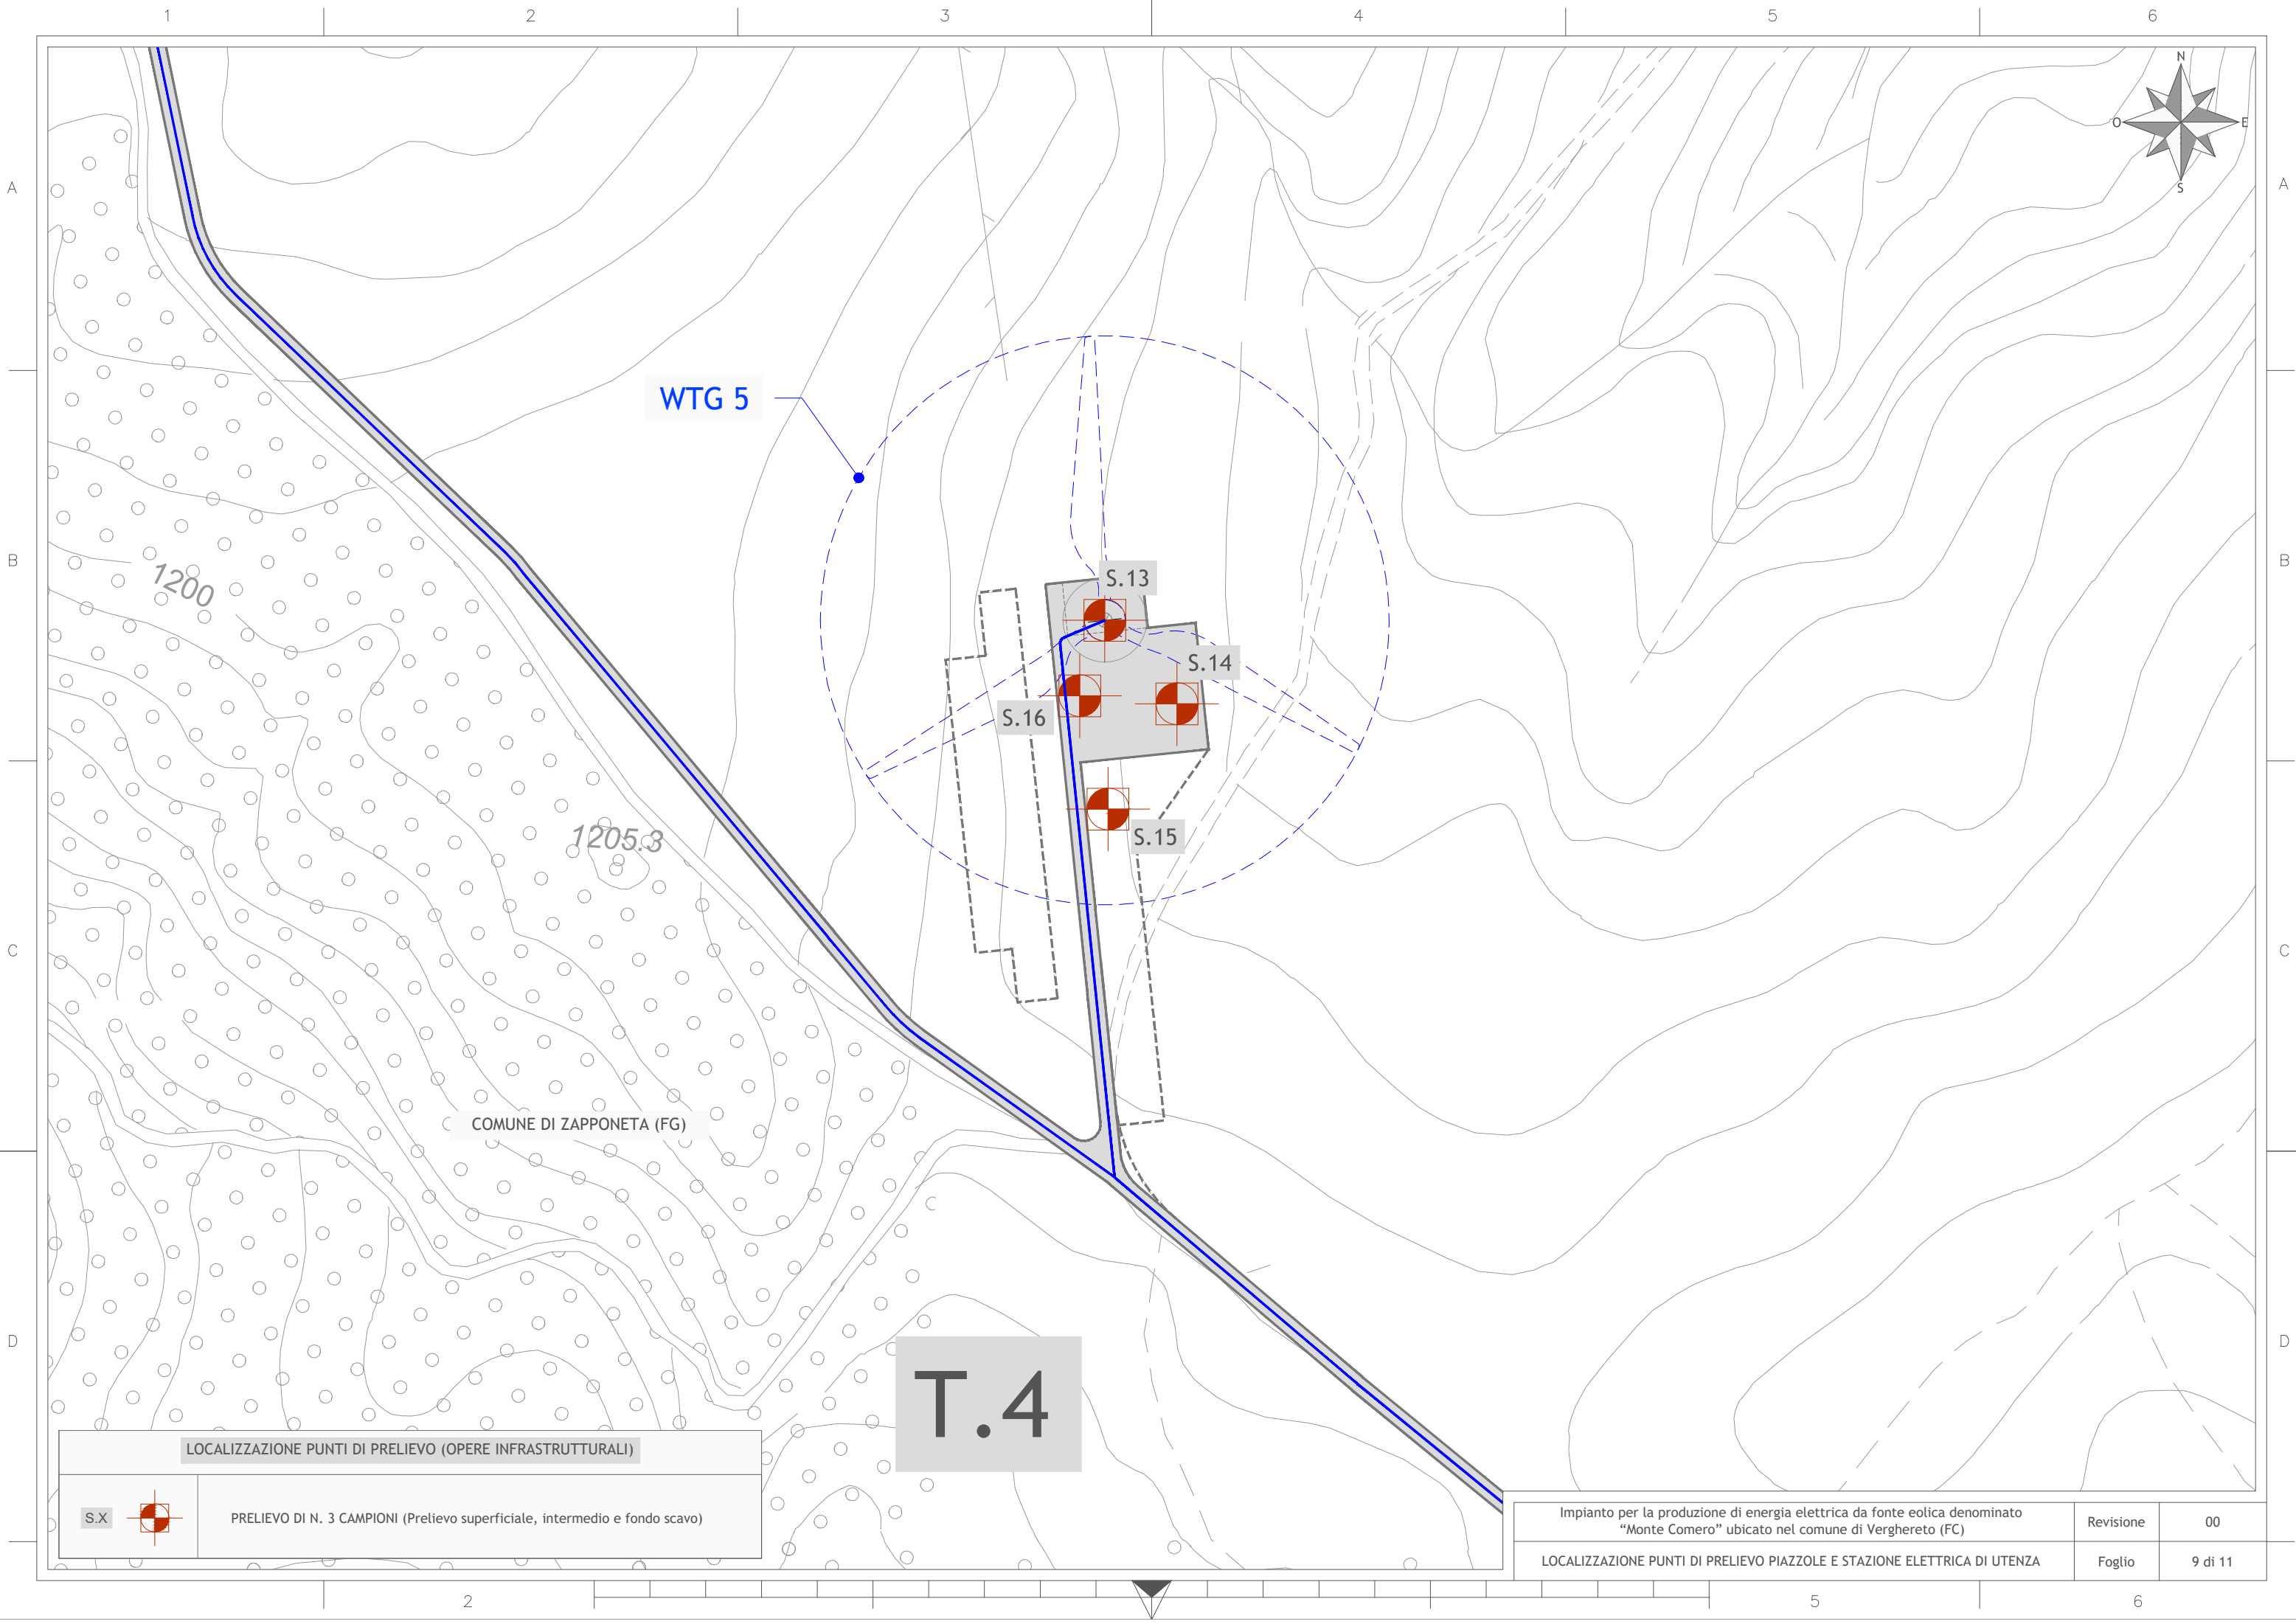 1 2 3 4 5 6
N
O E
S
A A
WTG 5
B B
1200
S.13
S.14
S.16
1205.3
S.15
C C
COMUNE DI ZAPPONETA (FG)
D D
T.4
LOCALIZZAZIONE PUNTI DI PRELIEVO (OPERE INFRASTRUTTURALI)
S.X PRELIEVO DI N. 3 CAMPIONI (Prelievo superficiale, intermedio e fondo scavo)
Impianto per la produzione di energia elettrica da fonte eolica denominato
“Monte Comero” ubicato nel comune di Verghereto (FC)
Revisione 00
LOCALIZZAZIONE PUNTI DI PRELIEVO PIAZZOLE E STAZIONE ELETTRICA DI UTENZA
Foglio 9 di 11
2 5 6